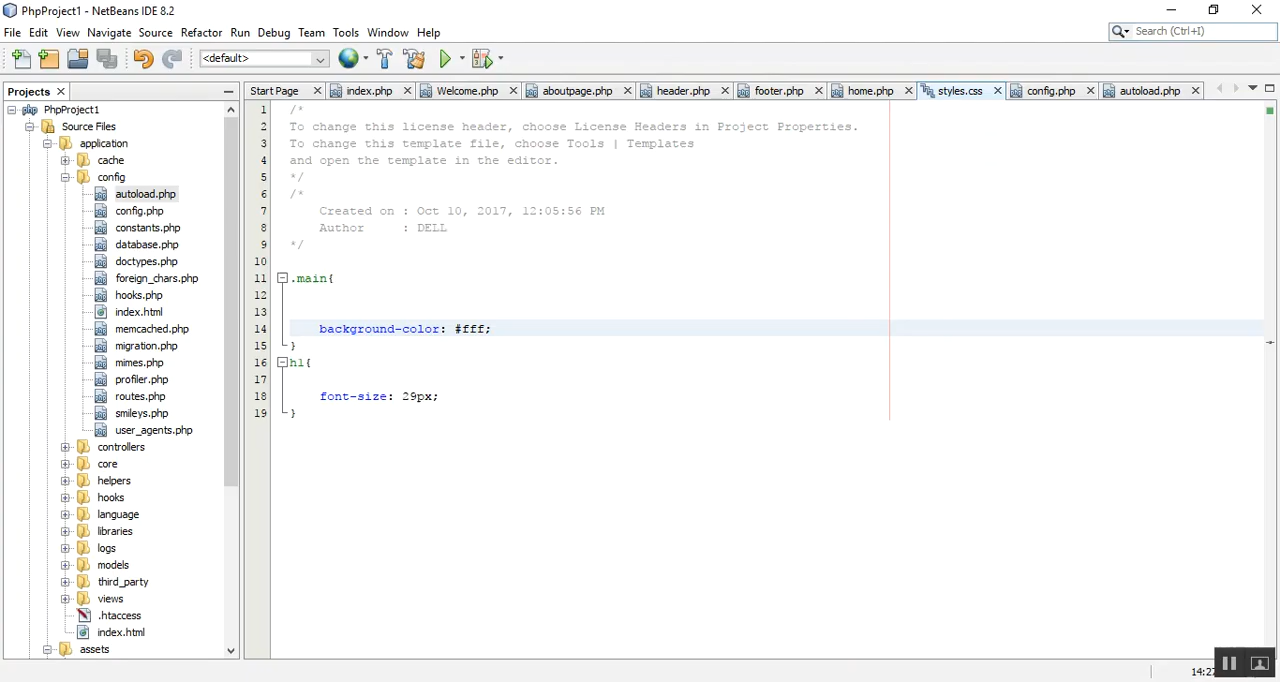 PhpProject1 - NetBeans IDE 8.2
File Edit View Navigate Source Refactor Run Debug Team Tools Window Help
Search (Ctrl+I)
<default>
Projects
Start Page index.php Welcome.php aboutpage.php header.php footer.php home.php styles.css config.php autoload.php
PhpProject1
Source Files
application
cache
config
autoload.php
config.php
constants.php
database.php
doctypes.php
foreign_chars.php
hooks.php
index.html
memcached.php
migration.php
mimes.php
profiler.php
routes.php
smileys.php
user_agents.php
controllers
core
helpers
hooks
language
libraries
logs
models
third_party
views
.htaccess
index.html
assets
1 /*
2 To change this license header, choose License Headers in Project Properties.
3 To change this template file, choose Tools | Templates
4 and open the template in the editor.
5 */
6 /*
7 Created on : Oct 10, 2017, 12:05:56 PM
8 Author : DELL
9 */
10
11 .main{
12
13
14 background-color: #fff;
15 }
16 h1{
17
18 font-size: 29px;
19 }